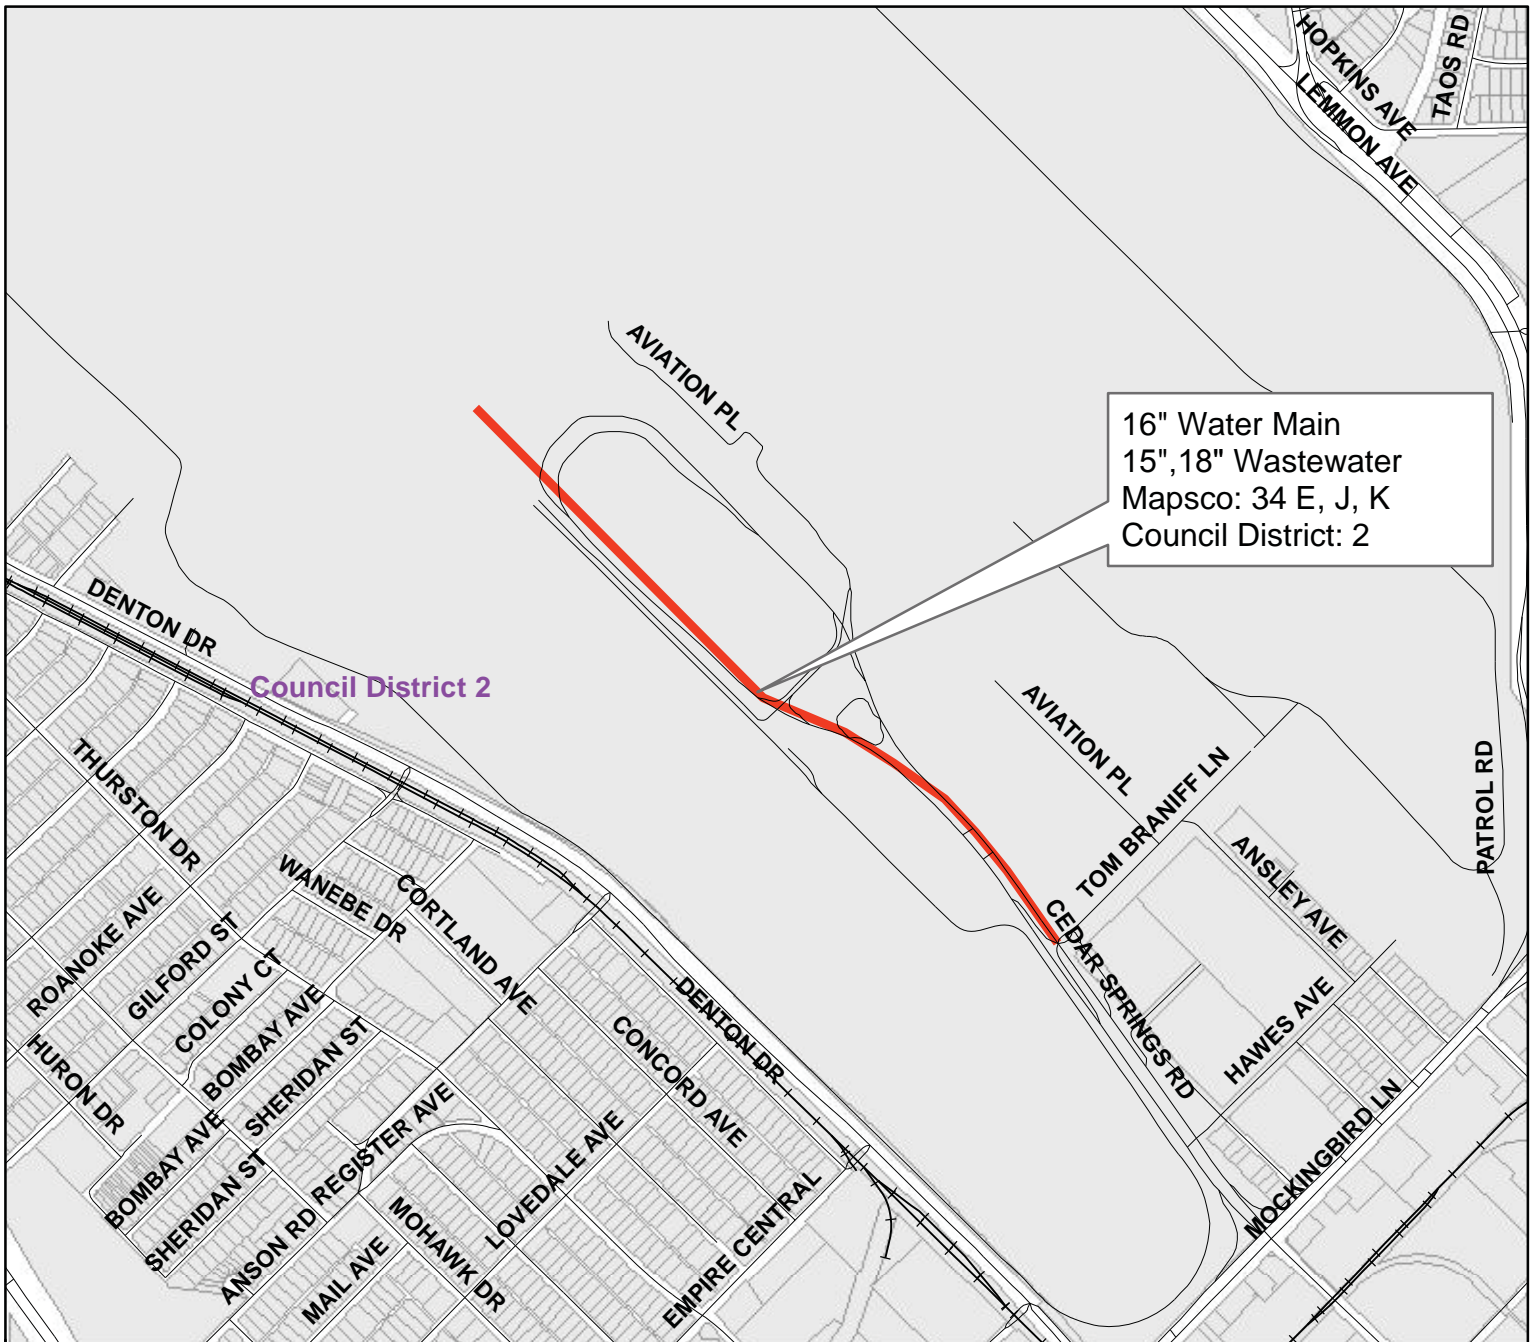 HOPKINS AVE
TAOS RD
LEMMON AVE
AVIATION PL
16" Water Main
15",18" Wastewater
Mapsco: 34 E, J, K
Council District: 2
DENTON DR
Council District 2
AVIATION PL
TOM BRANIFF LN
PATROL RD
THURSTON DR
WANEBE DR
CORTLAND AVE
ANSLEY AVE
CEDAR SPRINGS RD
ROANOKE AVE
GILFORD ST
COLONY CT
BOMBAY AVE
SHERIDAN ST
DENTON DR
CONCORD AVE
HAWES AVE
HURON DR
BOMBAY AVE
SHERIDAN ST
REGISTER AVE
ANSON RD
LOVEDALE AVE
MOCKINGBIRD LN
MOHAWK DR
MAIL AVE
EMPIRE CENTRAL